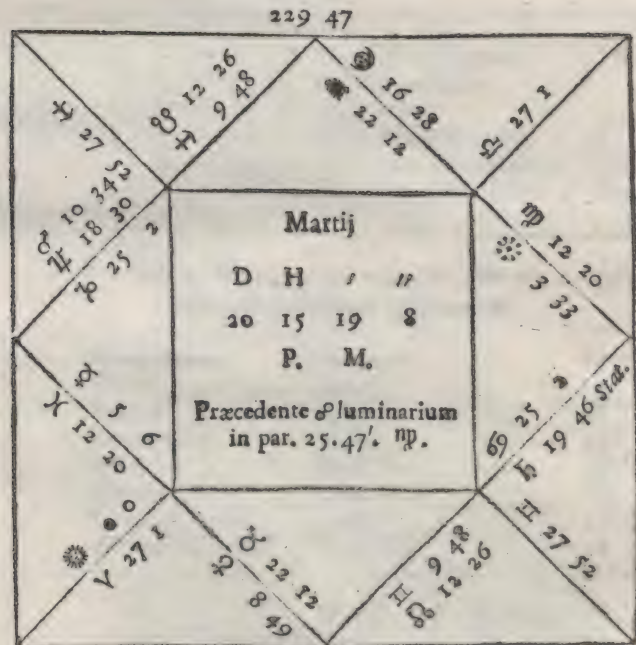 229 47
☋ 12 26
♐ 9 48
16 28
22 12
♎ 27 1
27 52
♂ 10 34
18 30
♑ 25 2
♍ 12 20
3 33
Martij
D H ′ ″
20 15 19 8
P. M.
Præcedente ☍ luminarium
in par. 25.47′. ♍.
♋ 25 2
♄ 19 46 Stat.
5 6
♓ 12 20
♈ 27 1
22 12
♀ 8 49
♊ 9 48
☊ 12 26
♊ 27 52